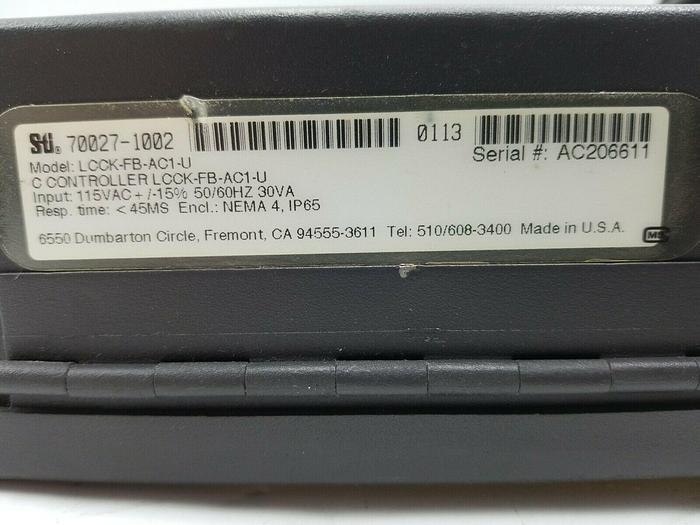 Sti® 70027-1002 0113
Model: LCCK-FB-AC1-U Serial #: AC206611
C CONTROLLER LCCK-FB-AC1-U
Input: 115VAC +/-15% 50/60HZ 30VA
Resp. time: < 45MS Encl.: NEMA 4, IP65
6550 Dumbarton Circle, Fremont, CA 94555-3611 Tel: 510/608-3400 Made in U.S.A. MS